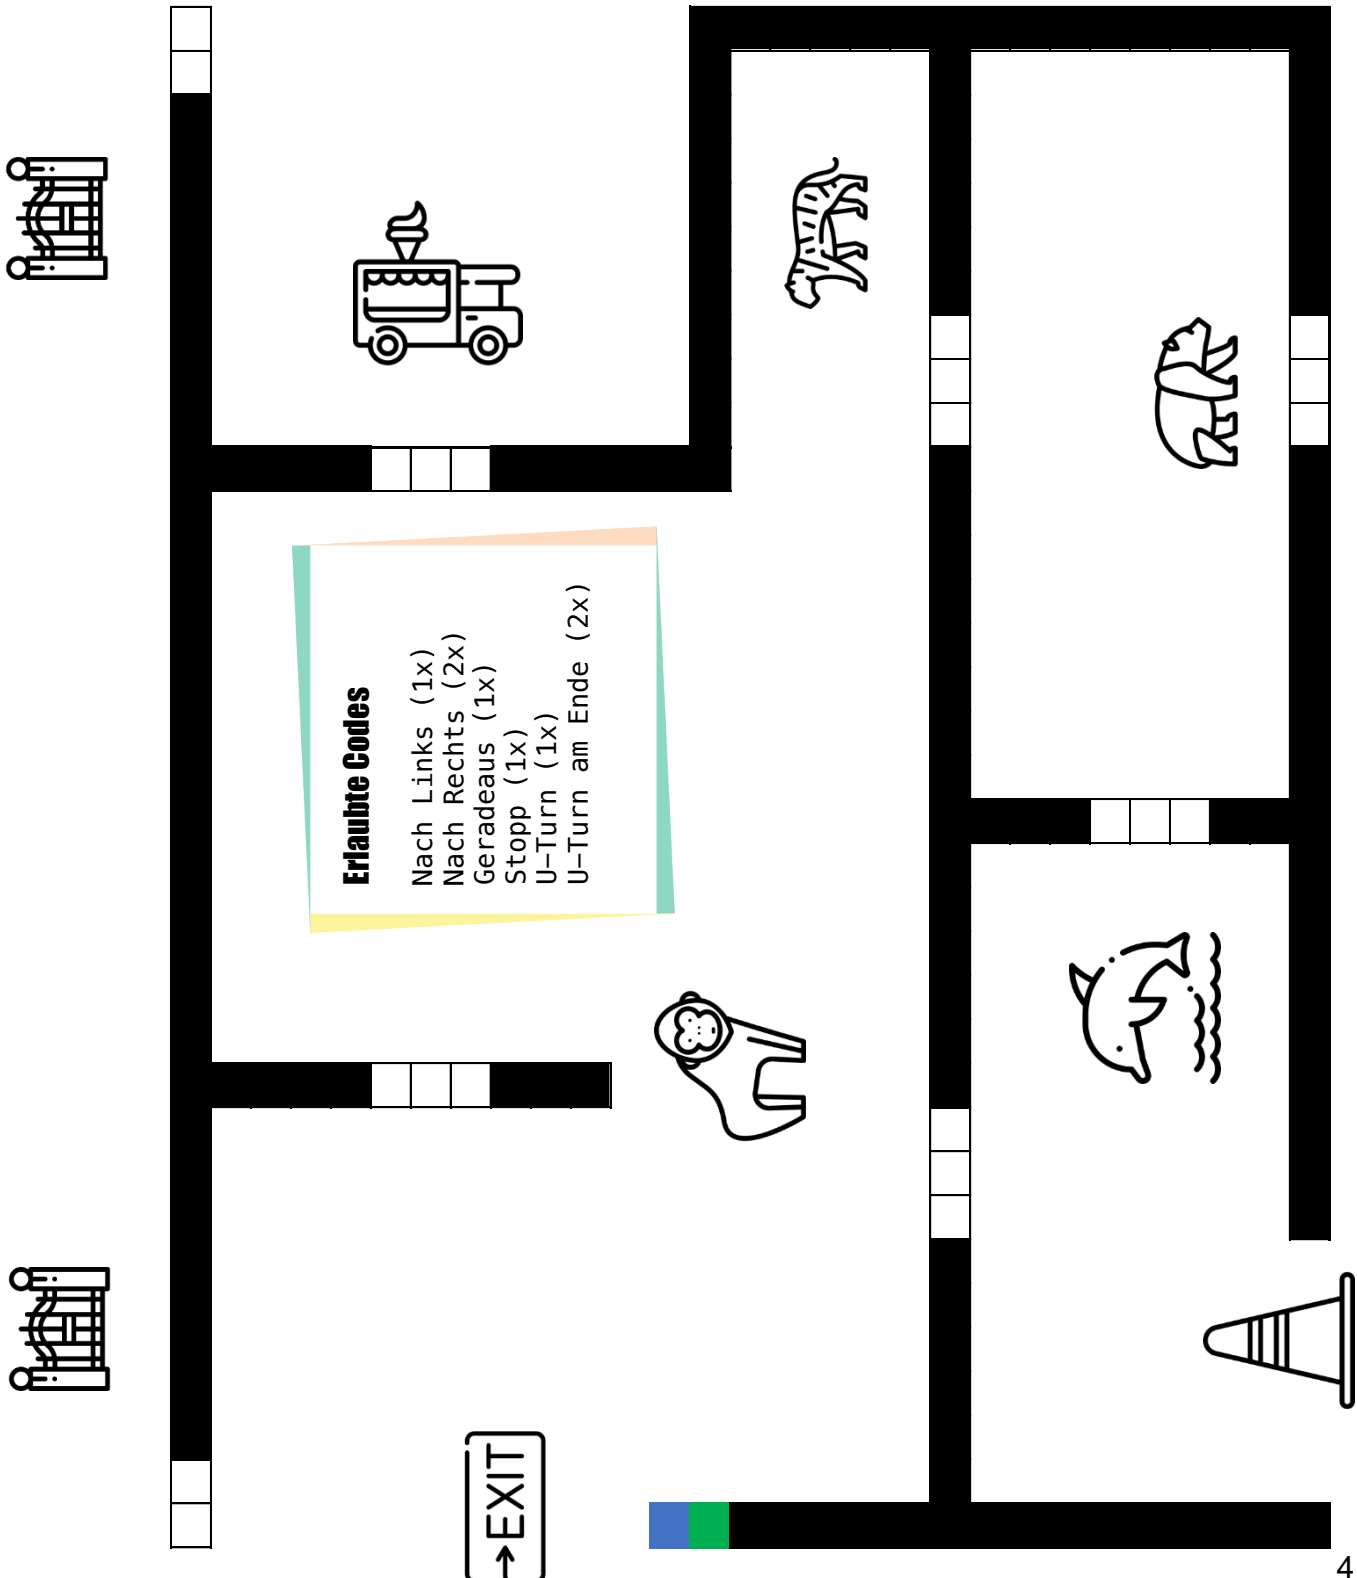 Erlaubte Codes
Nach Links (1x)
Nach Rechts (2x)
Geradeaus (1x)
Stopp (1x)
U-Turn (1x)
U-Turn am Ende (2x)
EXIT
4